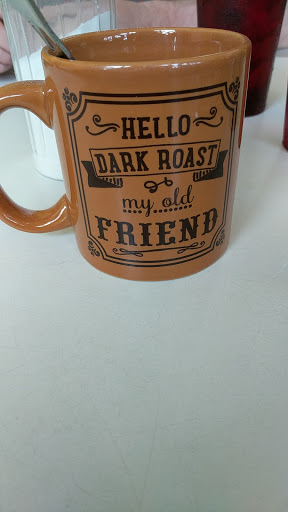 HELLO
DARK ROAST
my old
FRIEND